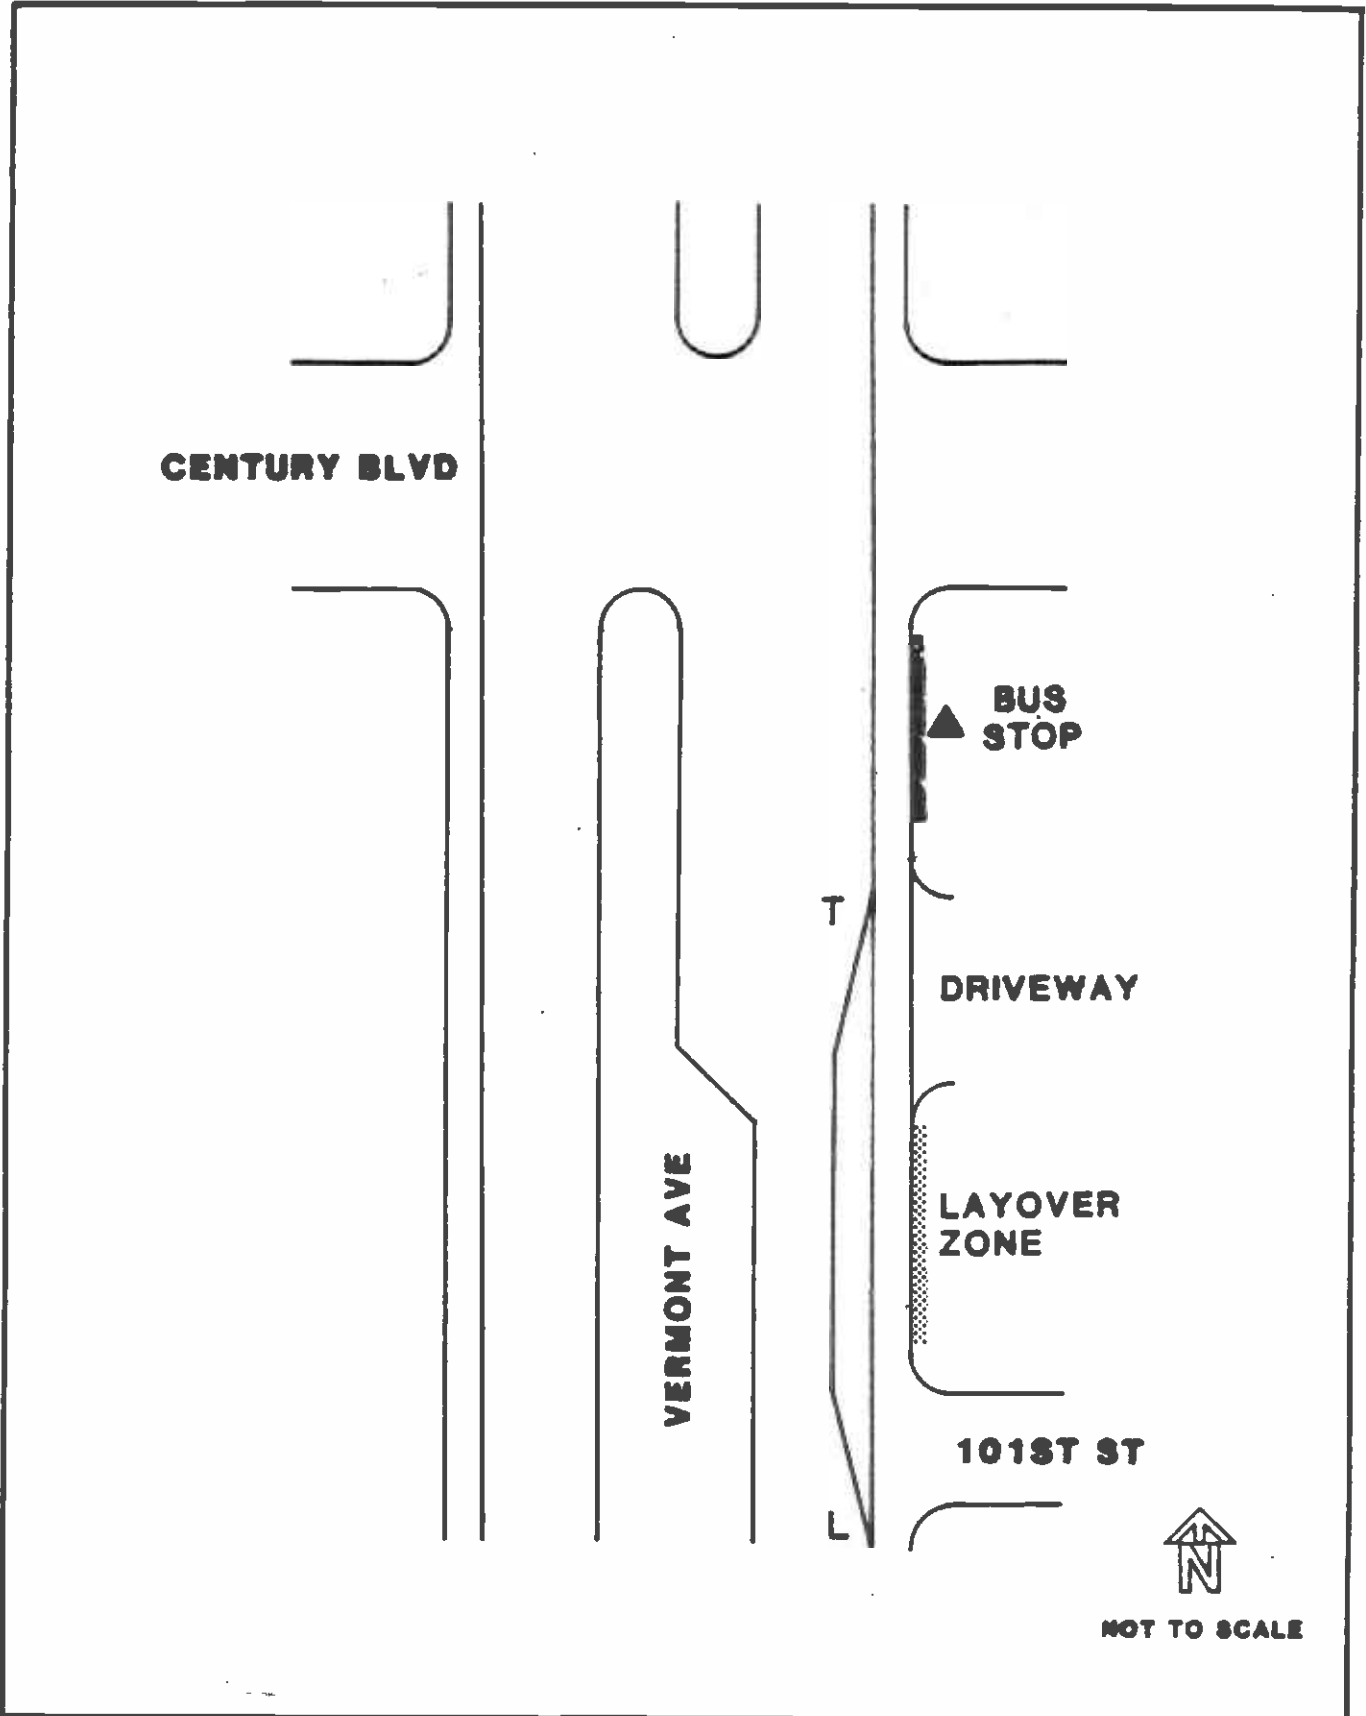 CENTURY BLVD
BUS
STOP
T
DRIVEWAY
VERMONT AVE
LAYOVER
ZONE
101ST ST
L
N
NOT TO SCALE